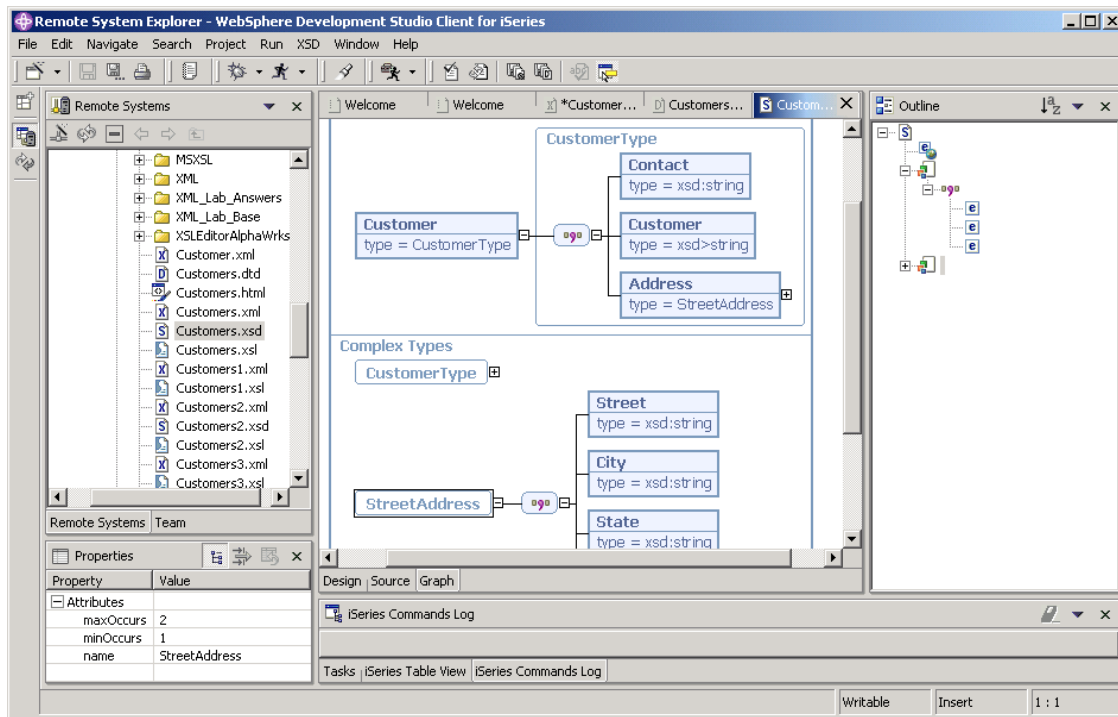 Remote System Explorer - WebSphere Development Studio Client for iSeries
File Edit Navigate Search Project Run XSD Window Help
Remote Systems
MSXSL
XML
XML_Lab_Answers
XML_Lab_Base
XSLEditorAlphaWrks
Customer.xml
Customers.dtd
Customers.html
Customers.xml
Customers.xsd
Customers.xsl
Customers1.xml
Customers1.xsl
Customers2.xml
Customers2.xsd
Customers2.xsl
Customers3.xml
Customers3.xsl
Remote Systems Team
Properties
Property Value
Attributes
maxOccurs 2
minOccurs 1
name StreetAddress
Welcome Welcome *Customer... Customers... Custom...
CustomerType
Contact
type = xsd:string
Customer
type = CustomerType
Customer
type = xsd>string
Address
type = StreetAddress
Complex Types
CustomerType
Street
type = xsd:string
City
type = xsd:string
StreetAddress
State
type = xsd:string
Design Source Graph
Outline
iSeries Commands Log
Tasks iSeries Table View iSeries Commands Log
Writable Insert 1 : 1